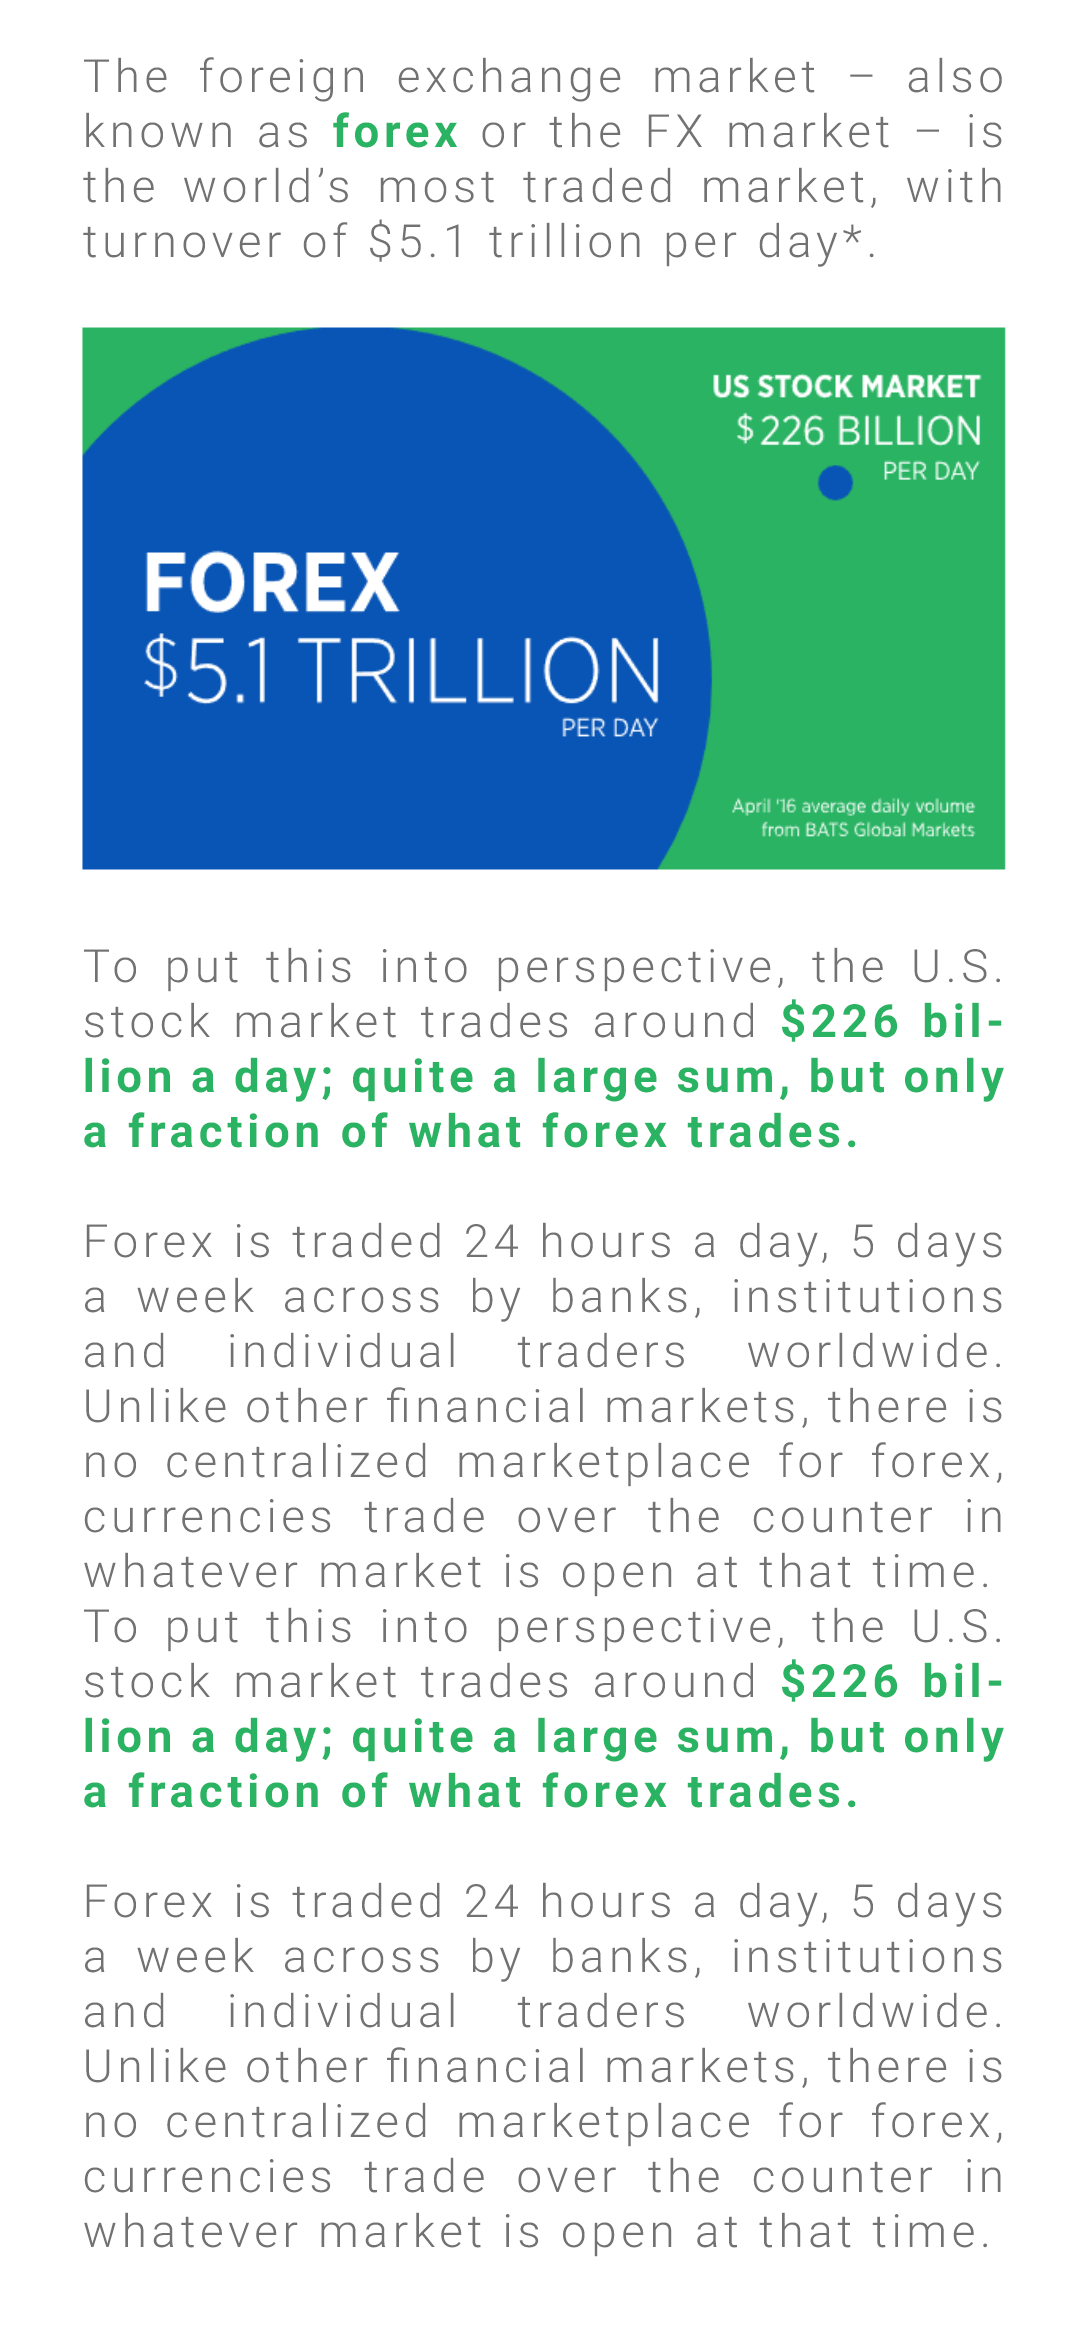 The foreign exchange market – also
known as forex or the FX market – is
the world’s most traded market, with
turnover of $5.1 trillion per day*.
US STOCK MARKET
$226 BILLION
PER DAY
FOREX
$5.1 TRILLION
PER DAY
April '16 average daily volume
from BATS Global Markets
To put this into perspective, the U.S.
stock market trades around $226 bil-
lion a day; quite a large sum, but only
a fraction of what forex trades.
Forex is traded 24 hours a day, 5 days
a week across by banks, institutions
and individual traders worldwide.
Unlike other financial markets, there is
no centralized marketplace for forex,
currencies trade over the counter in
whatever market is open at that time.
To put this into perspective, the U.S.
stock market trades around $226 bil-
lion a day; quite a large sum, but only
a fraction of what forex trades.
Forex is traded 24 hours a day, 5 days
a week across by banks, institutions
and individual traders worldwide.
Unlike other financial markets, there is
no centralized marketplace for forex,
currencies trade over the counter in
whatever market is open at that time.